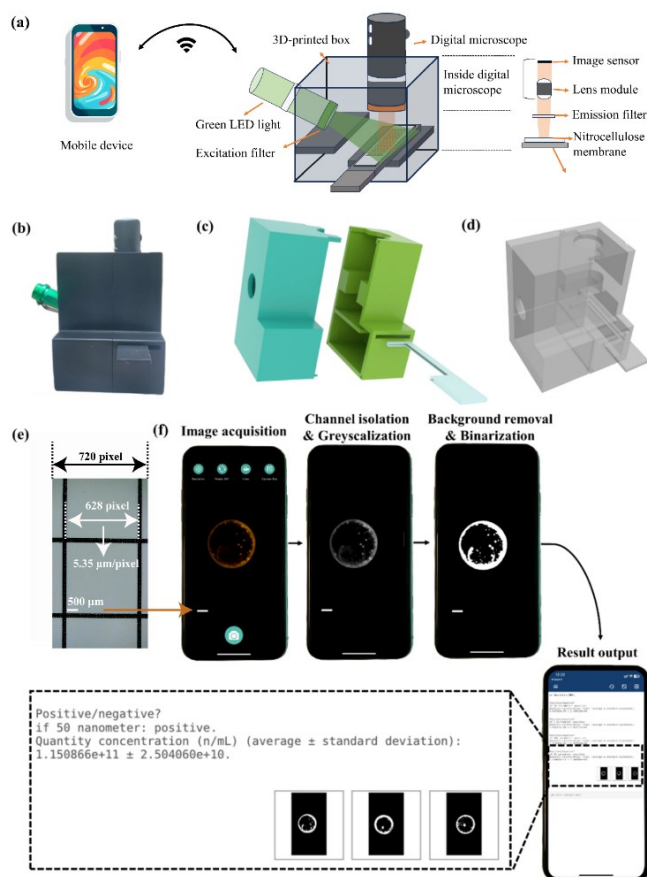 (a)
3D-printed box
Digital microscope
Green LED light
Excitation filter
Mobile device
Inside digital
microscope
Image sensor
Lens module
Emission filter
Nitrocellulose
membrane
(b)
(c)
(d)
(e)
720 pixel
628 pixel
5.35 μm/pixel
500 μm
(f)
Image acquisition
Channel isolation
& Greyscalization
Background removal
& Binarization
Result output
Positive/negative?
if 50 nanometer: positive.
Quantity concentration (n/mL) (average ± standard deviation):
1.150866e+11 ± 2.504060e+10.